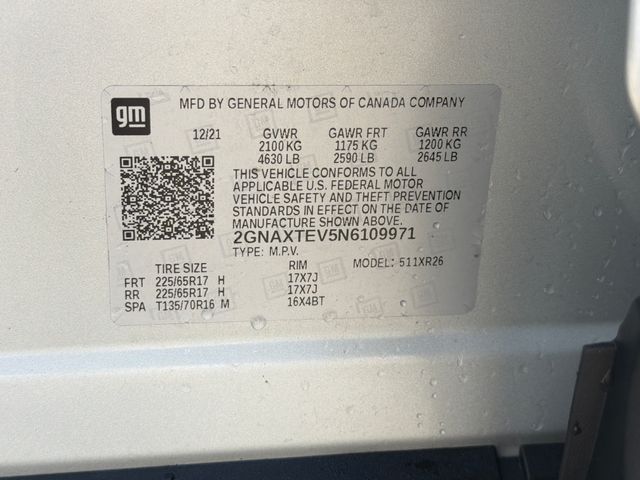 gm MFD BY GENERAL MOTORS OF CANADA COMPANY
12/21 GVWR GAWR FRT GAWR RR
2100 KG 1175 KG 1200 KG
4630 LB 2590 LB 2645 LB
THIS VEHICLE CONFORMS TO ALL
APPLICABLE U.S. FEDERAL MOTOR
VEHICLE SAFETY AND THEFT PREVENTION
STANDARDS IN EFFECT ON THE DATE OF
MANUFACTURE SHOWN ABOVE.
2GNAXTEV5N6109971
TYPE: M.P.V. MODEL: 511XR26
TIRE SIZE RIM
FRT 225/65R17 H 17X7J
RR 225/65R17 H 17X7J
SPA T135/70R16 M 16X4BT